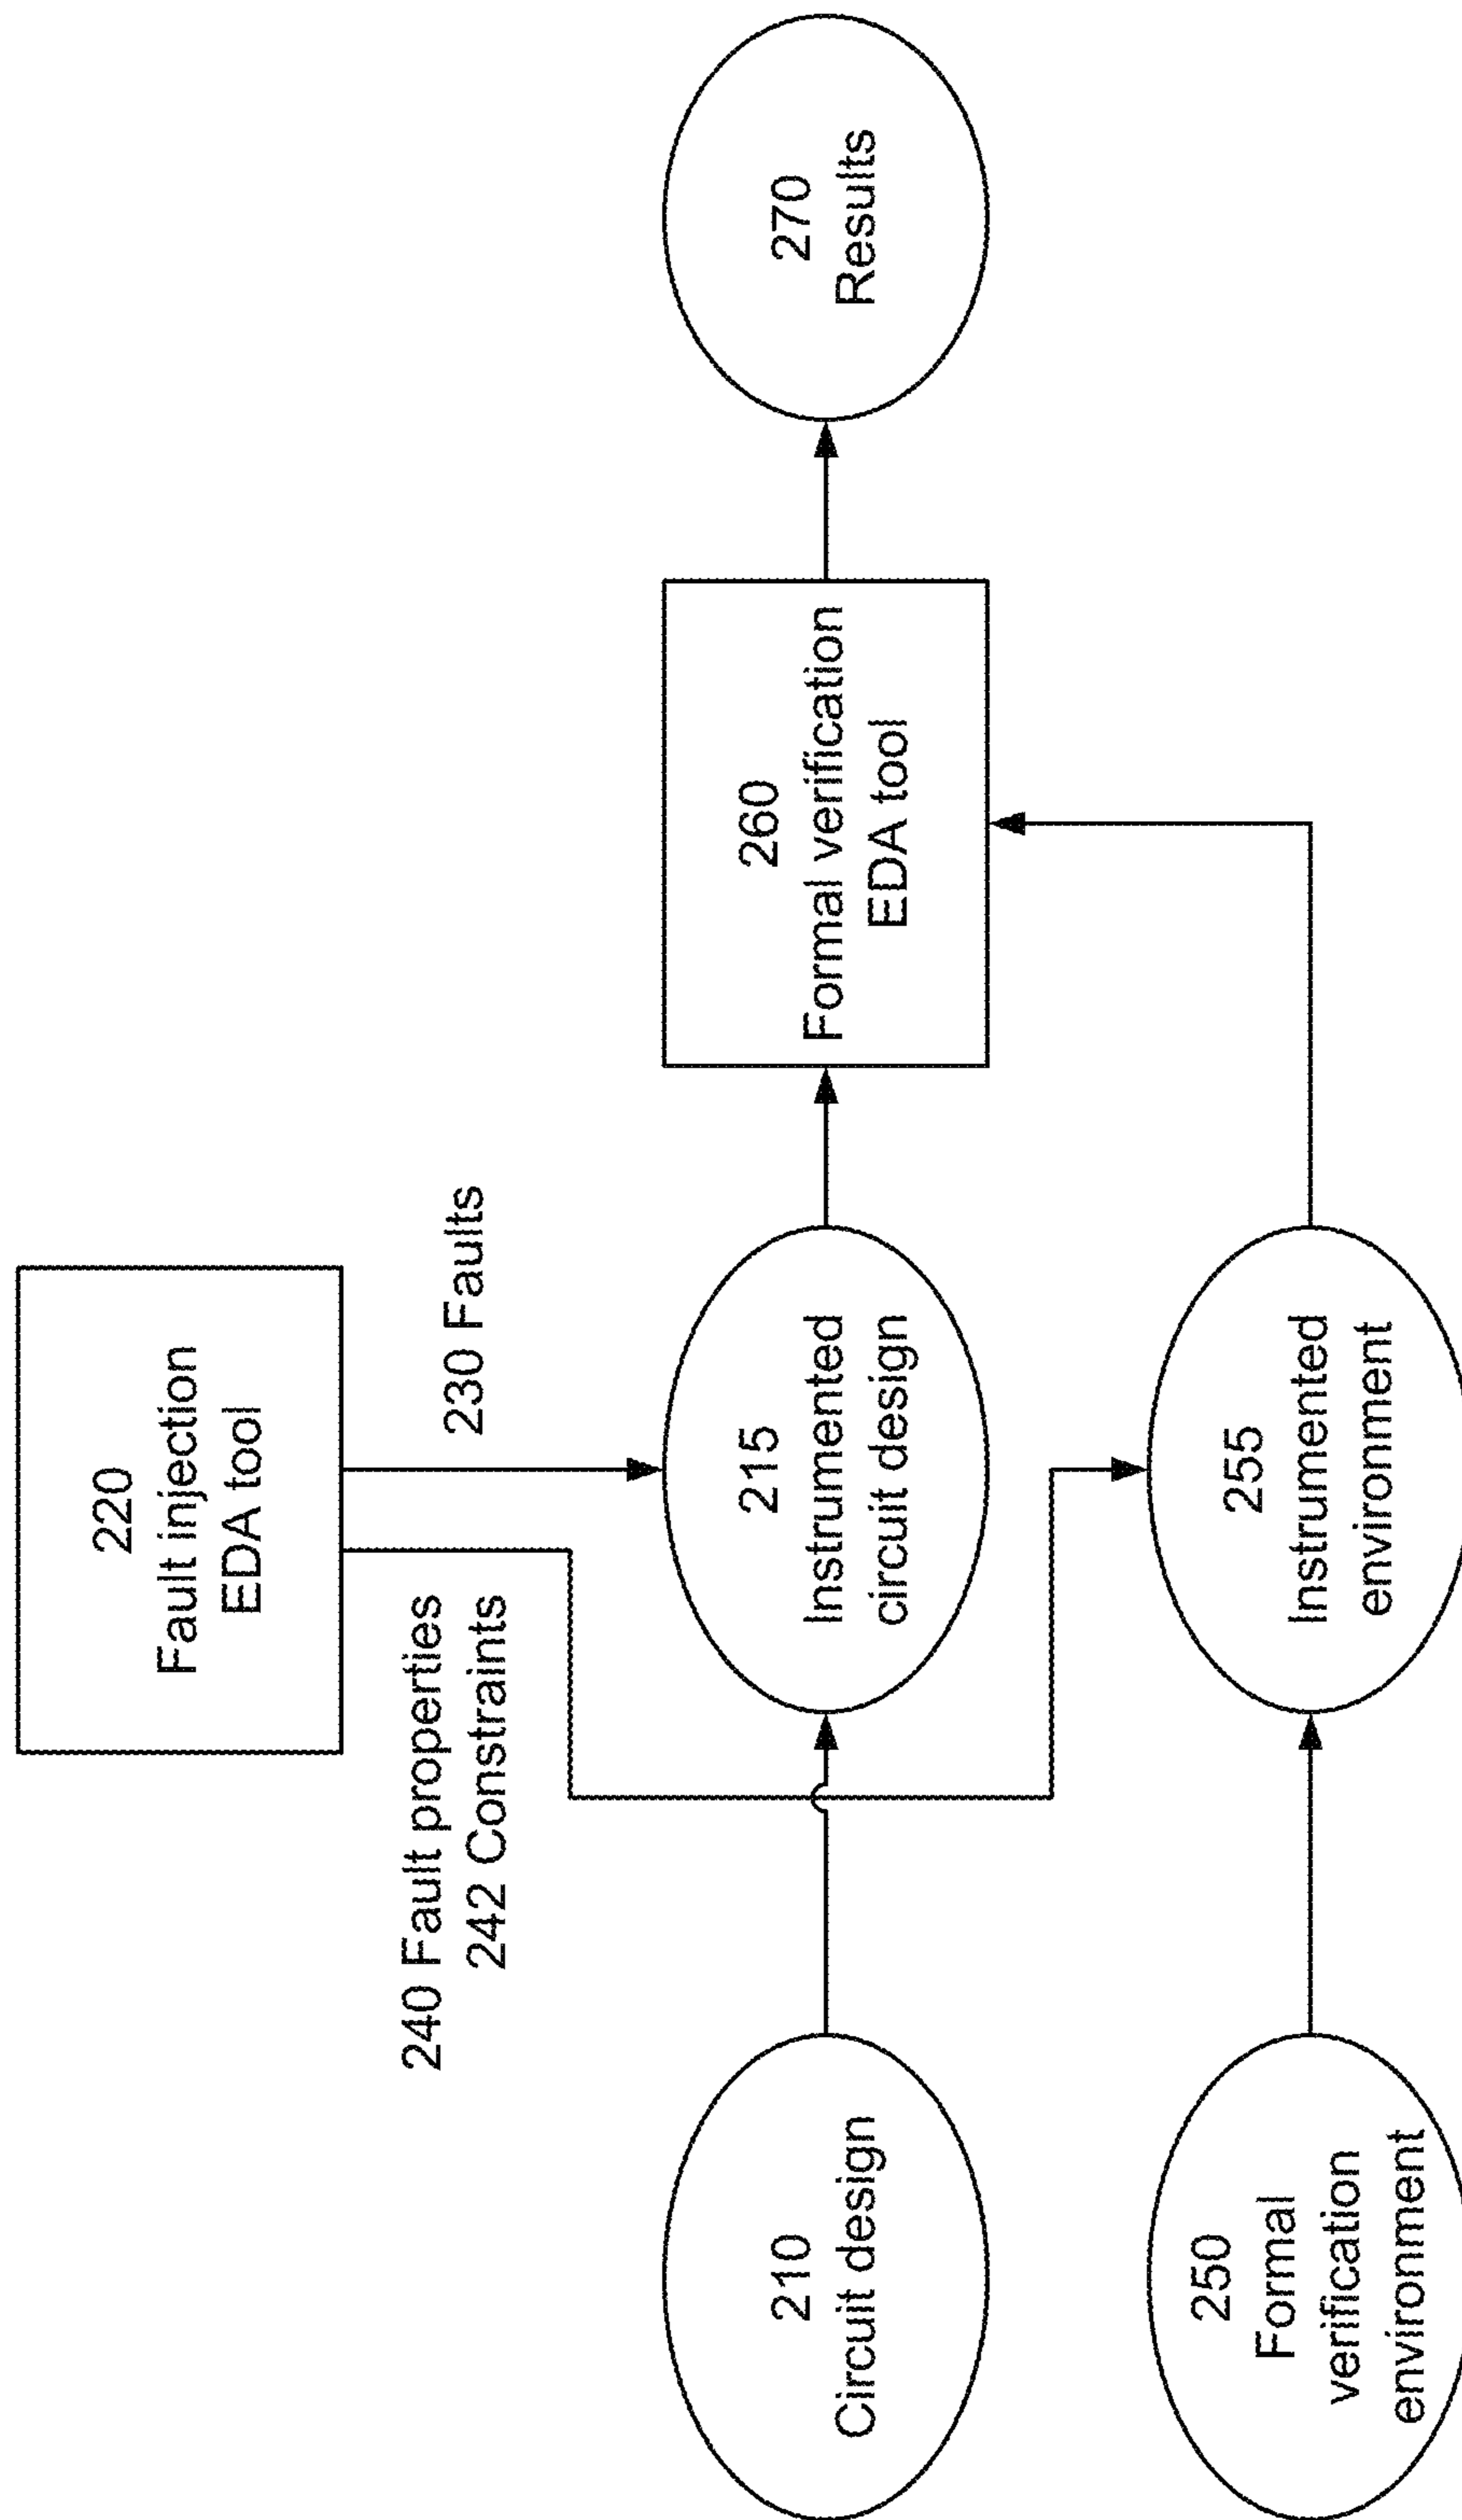 220
Fault injection
EDA tool
240 Fault properties
242 Constraints
230 Faults
210
Circuit design
215
Instrumented
circuit design
260
Formal verification
EDA tool
270
Results
250
Formal
verification
environment
255
Instrumented
environment